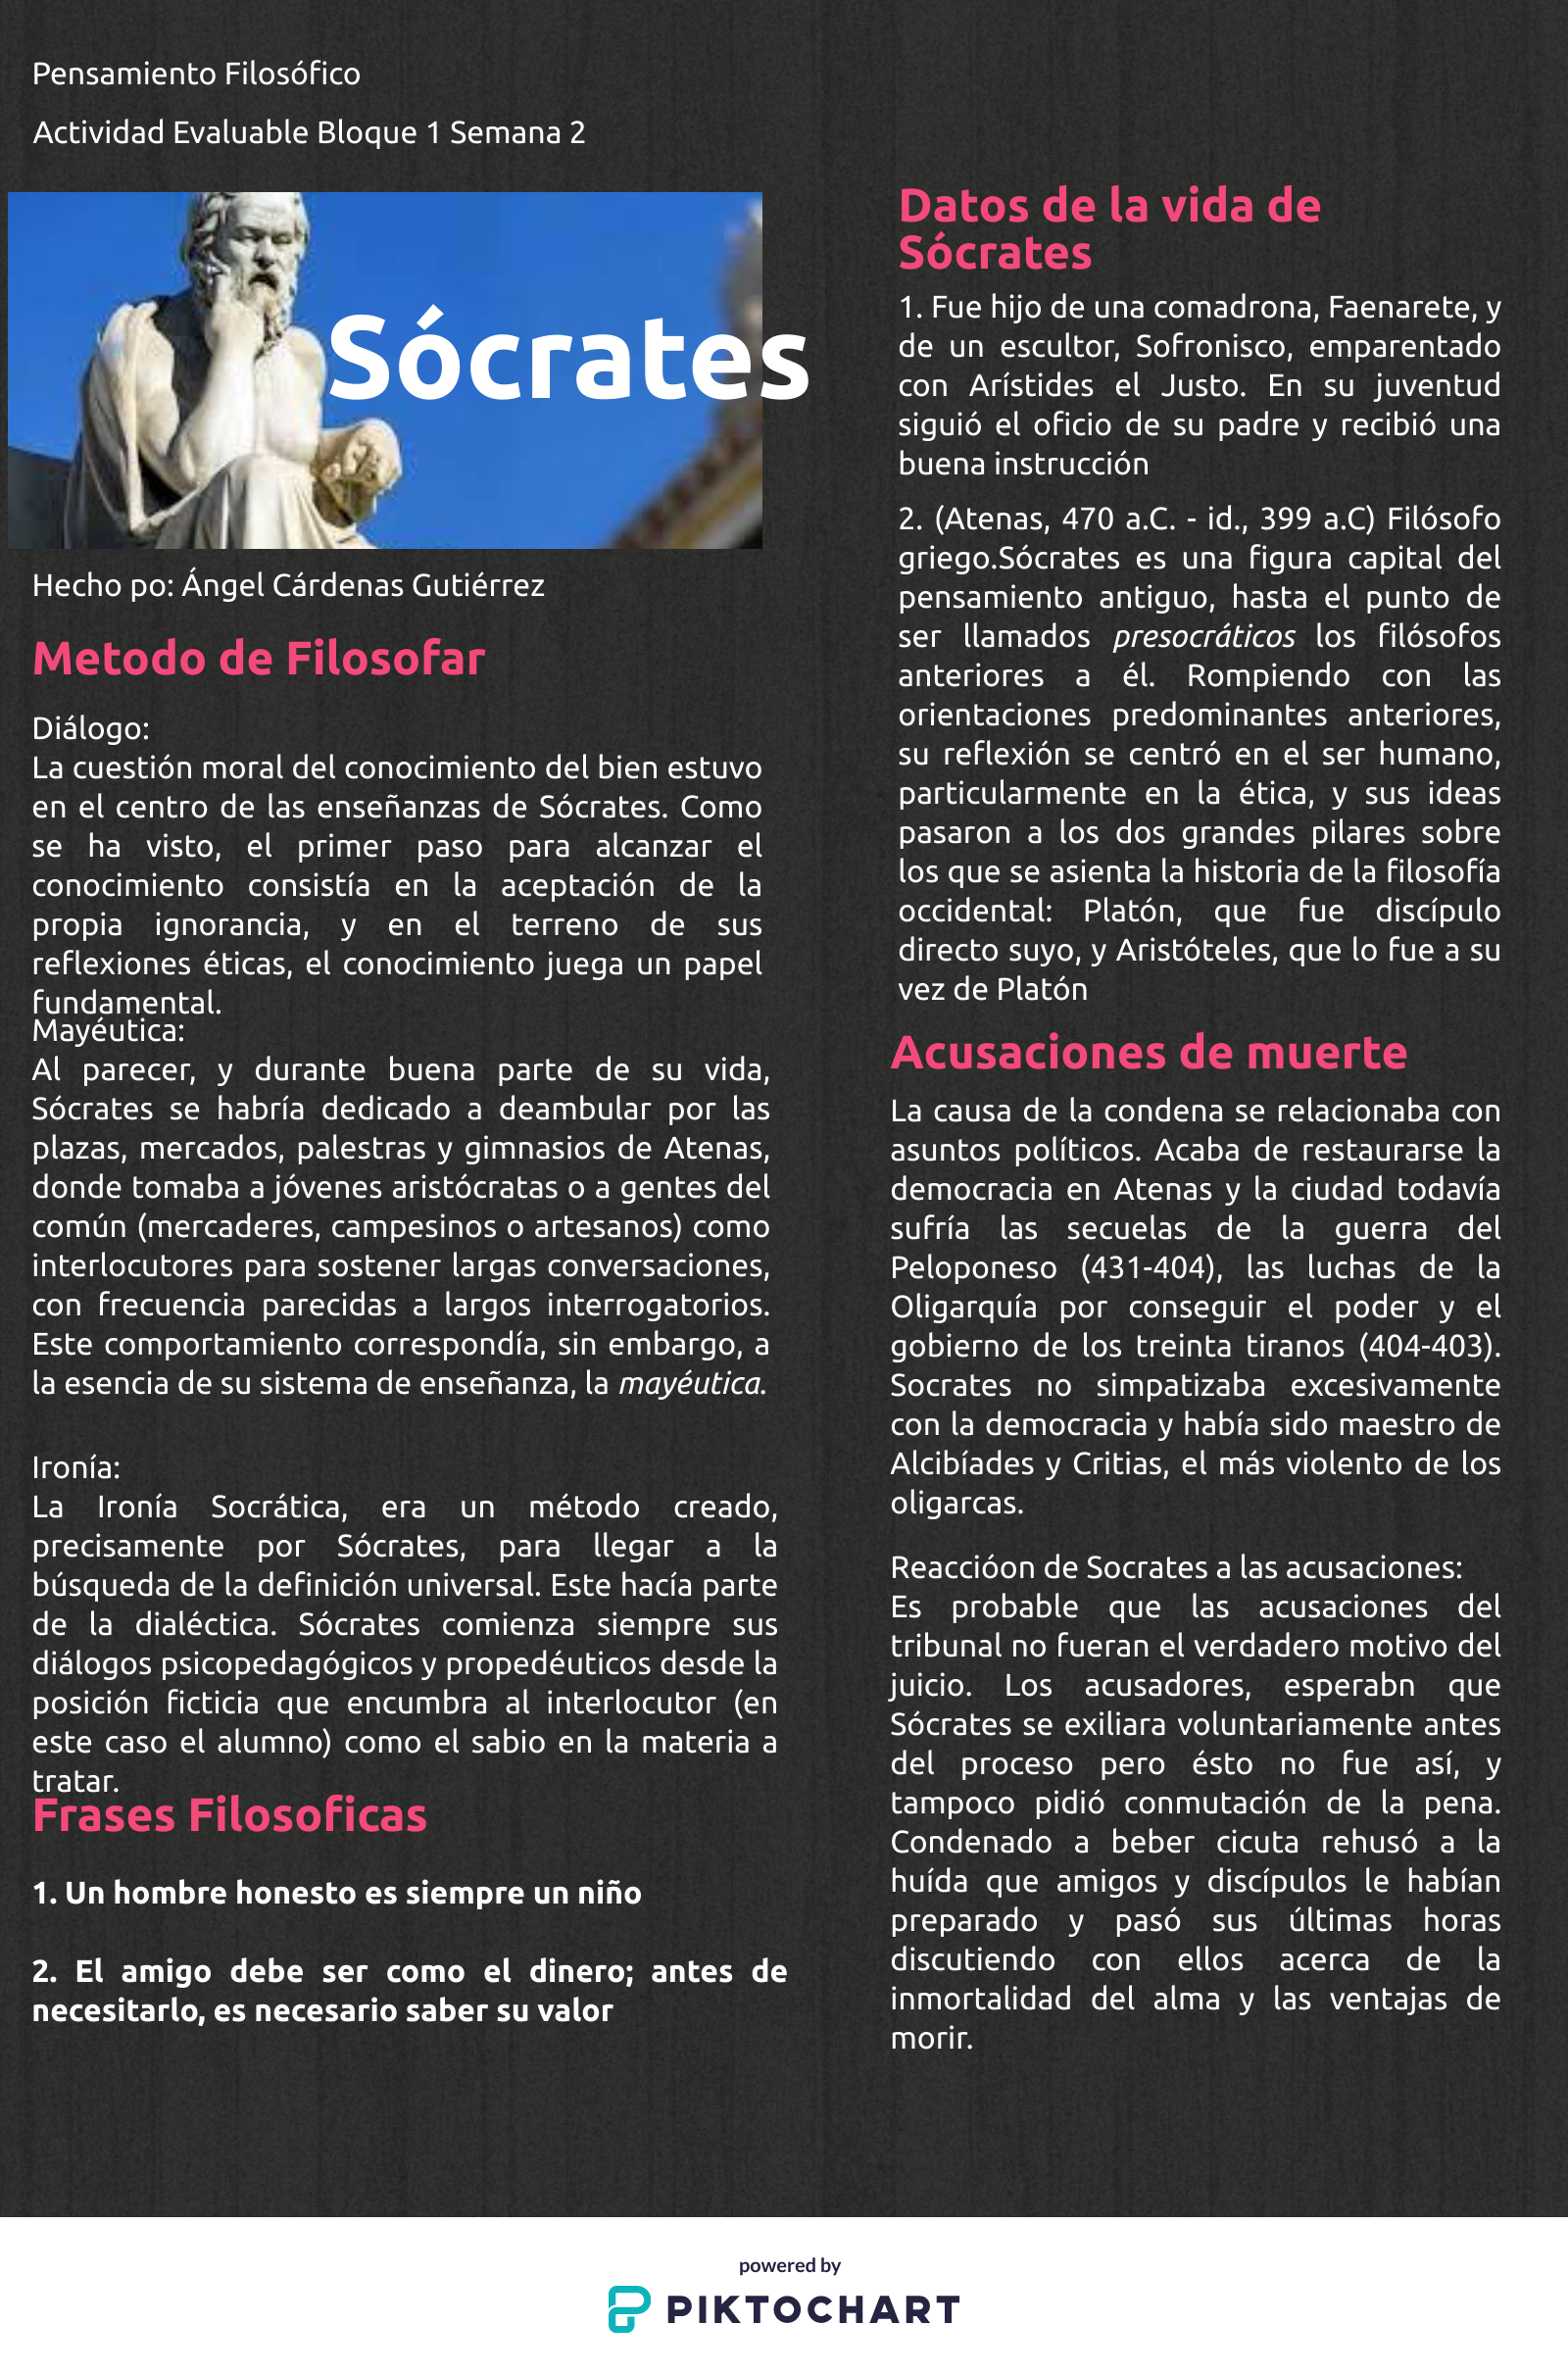 Pensamiento Filosófico
Actividad Evaluable Bloque 1 Semana 2
Sócrates
Hecho po: Ángel Cárdenas Gutiérrez
Metodo de Filosofar
Diálogo:
La cuestión moral del conocimiento del bien estuvo
en el centro de las enseñanzas de Sócrates. Como
se ha visto, el primer paso para alcanzar el
conocimiento consistía en la aceptación de la
propia ignorancia, y en el terreno de sus
reflexiones éticas, el conocimiento juega un papel
fundamental.
Mayéutica:
Al parecer, y durante buena parte de su vida,
Sócrates se habría dedicado a deambular por las
plazas, mercados, palestras y gimnasios de Atenas,
donde tomaba a jóvenes aristócratas o a gentes del
común (mercaderes, campesinos o artesanos) como
interlocutores para sostener largas conversaciones,
con frecuencia parecidas a largos interrogatorios.
Este comportamiento correspondía, sin embargo, a
la esencia de su sistema de enseñanza, la mayéutica.
Ironía:
La Ironía Socrática, era un método creado,
precisamente por Sócrates, para llegar a la
búsqueda de la definición universal. Este hacía parte
de la dialéctica. Sócrates comienza siempre sus
diálogos psicopedagógicos y propedéuticos desde la
posición ficticia que encumbra al interlocutor (en
este caso el alumno) como el sabio en la materia a
tratar.
Frases Filosoficas
1. Un hombre honesto es siempre un niño
2. El amigo debe ser como el dinero; antes de
necesitarlo, es necesario saber su valor
Datos de la vida de
Sócrates
1. Fue hijo de una comadrona, Faenarete, y
de un escultor, Sofronisco, emparentado
con Arístides el Justo. En su juventud
siguió el oficio de su padre y recibió una
buena instrucción
2. (Atenas, 470 a.C. - id., 399 a.C) Filósofo
griego.Sócrates es una figura capital del
pensamiento antiguo, hasta el punto de
ser llamados presocráticos los filósofos
anteriores a él. Rompiendo con las
orientaciones predominantes anteriores,
su reflexión se centró en el ser humano,
particularmente en la ética, y sus ideas
pasaron a los dos grandes pilares sobre
los que se asienta la historia de la filosofía
occidental: Platón, que fue discípulo
directo suyo, y Aristóteles, que lo fue a su
vez de Platón
Acusaciones de muerte
La causa de la condena se relacionaba con
asuntos políticos. Acaba de restaurarse la
democracia en Atenas y la ciudad todavía
sufría las secuelas de la guerra del
Peloponeso (431-404), las luchas de la
Oligarquía por conseguir el poder y el
gobierno de los treinta tiranos (404-403).
Socrates no simpatizaba excesivamente
con la democracia y había sido maestro de
Alcibíades y Critias, el más violento de los
oligarcas.
Reaccióon de Socrates a las acusaciones:
Es probable que las acusaciones del
tribunal no fueran el verdadero motivo del
juicio. Los acusadores, esperabn que
Sócrates se exiliara voluntariamente antes
del proceso pero ésto no fue así, y
tampoco pidió conmutación de la pena.
Condenado a beber cicuta rehusó a la
huída que amigos y discípulos le habían
preparado y pasó sus últimas horas
discutiendo con ellos acerca de la
inmortalidad del alma y las ventajas de
morir.
powered by
PIKTOCHART